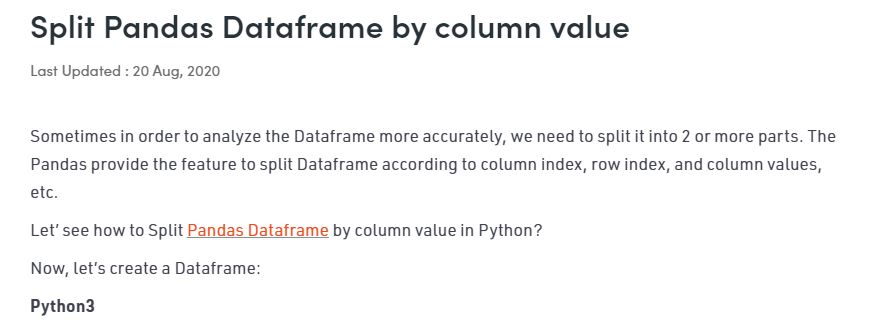 Split Pandas Dataframe by column value
Last Updated : 20 Aug, 2020
Sometimes in order to analyze the Dataframe more accurately, we need to split it into 2 or more parts. The
Pandas provide the feature to split Dataframe according to column index, row index, and column values,
etc.
Let’ see how to Split Pandas Dataframe by column value in Python?
Now, let’s create a Dataframe:
Python3